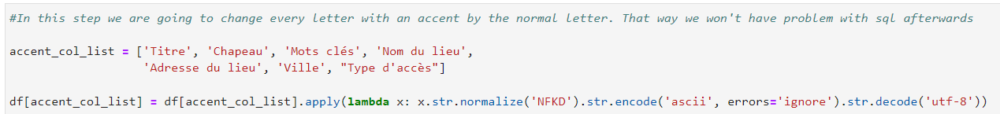 #In this step we are going to change every letter with an accent by the normal letter. That way we won't have problem with sql afterwards
accent_col_list = ['Titre', 'Chapeau', 'Mots clés', 'Nom du lieu',
'Adresse du lieu', 'Ville', "Type d'accès"]
df[accent_col_list] = df[accent_col_list].apply(lambda x: x.str.normalize('NFKD').str.encode('ascii', errors='ignore').str.decode('utf-8'))